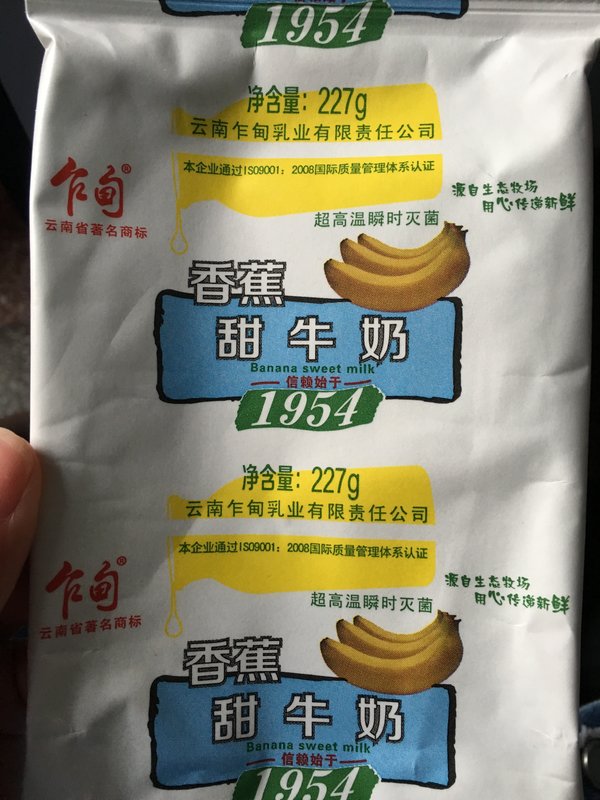 1954
净含量：227g
云南乍甸乳业有限责任公司
本企业通过ISO9001：2008国际质量管理体系认证
乍甸®
云南省著名商标
源自生态牧场
用心传递新鲜
超高温瞬时灭菌
香蕉
甜牛奶
Banana sweet milk
信赖始于
1954
净含量：227g
云南乍甸乳业有限责任公司
本企业通过ISO9001：2008国际质量管理体系认证
乍甸®
云南省著名商标
源自生态牧场
用心传递新鲜
超高温瞬时灭菌
香蕉
甜牛奶
Banana sweet milk
信赖始于
1954